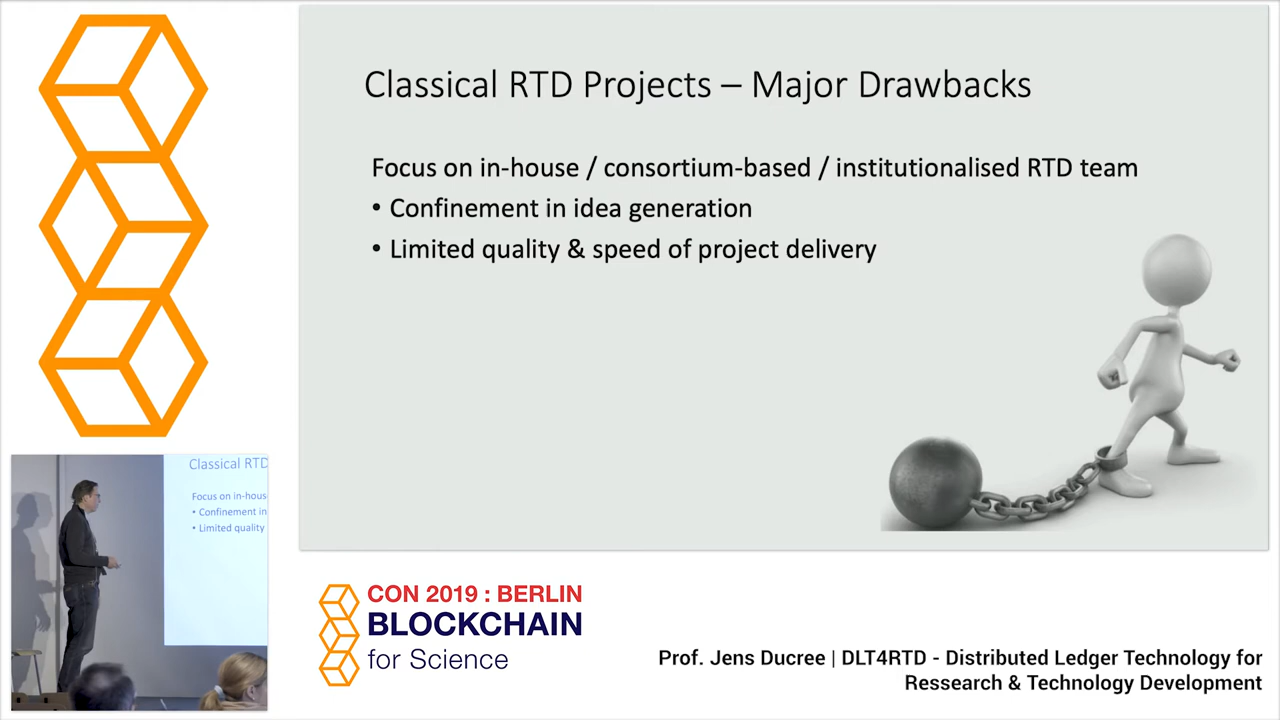 Classical RTD Projects – Major Drawbacks
Focus on in-house / consortium-based / institutionalised RTD team
• Confinement in idea generation
• Limited quality & speed of project delivery
Classical RTD
Focus on in-hous
• Confinement in
• Limited quality
CON 2019 : BERLIN
BLOCKCHAIN
for Science
Prof. Jens Ducree | DLT4RTD - Distributed Ledger Technology for
Ressearch & Technology Development